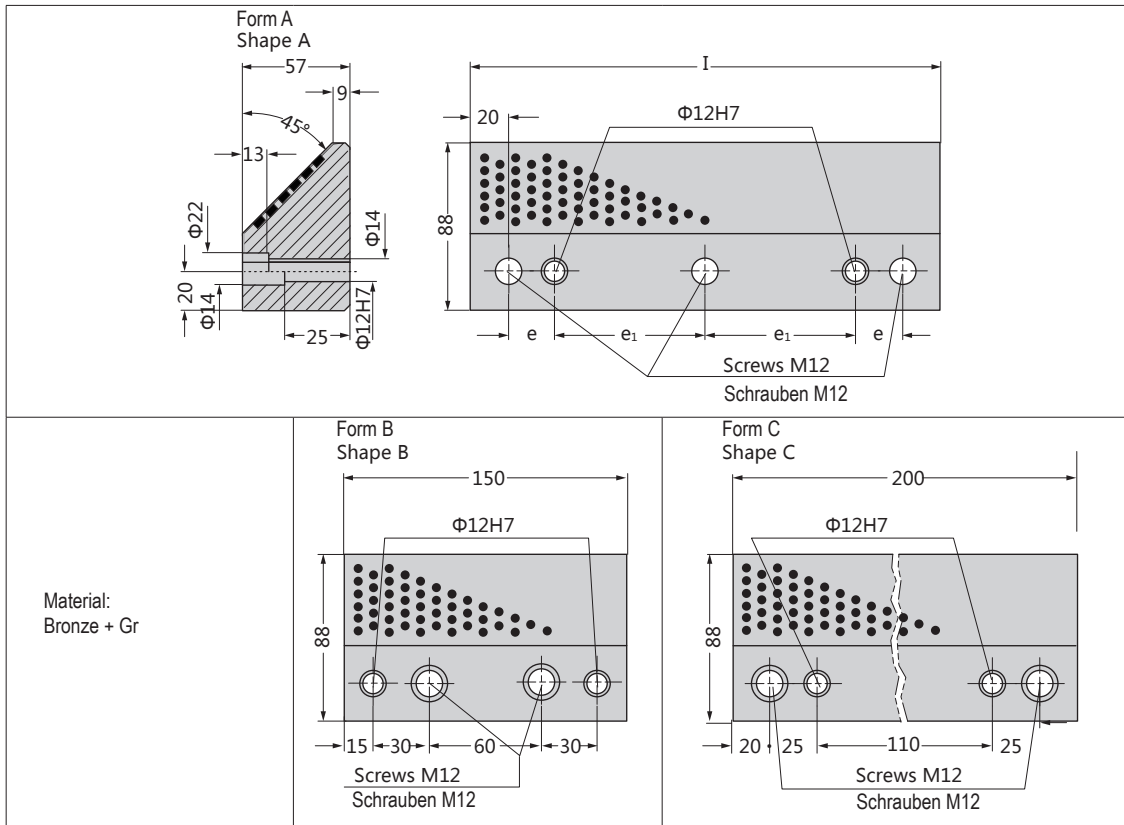 Form A
Shape A
57
9
45°
13
Φ22
20
Φ14
Φ14
25
Φ12H7
I
20
Φ12H7
88
e
e₁
e₁
e
Screws M12
Schrauben M12
Material:
Bronze + Gr
Form B
Shape B
150
Φ12H7
88
15
30
60
30
Screws M12
Schrauben M12
Form C
Shape C
200
Φ12H7
88
20
25
110
25
Screws M12
Schrauben M12